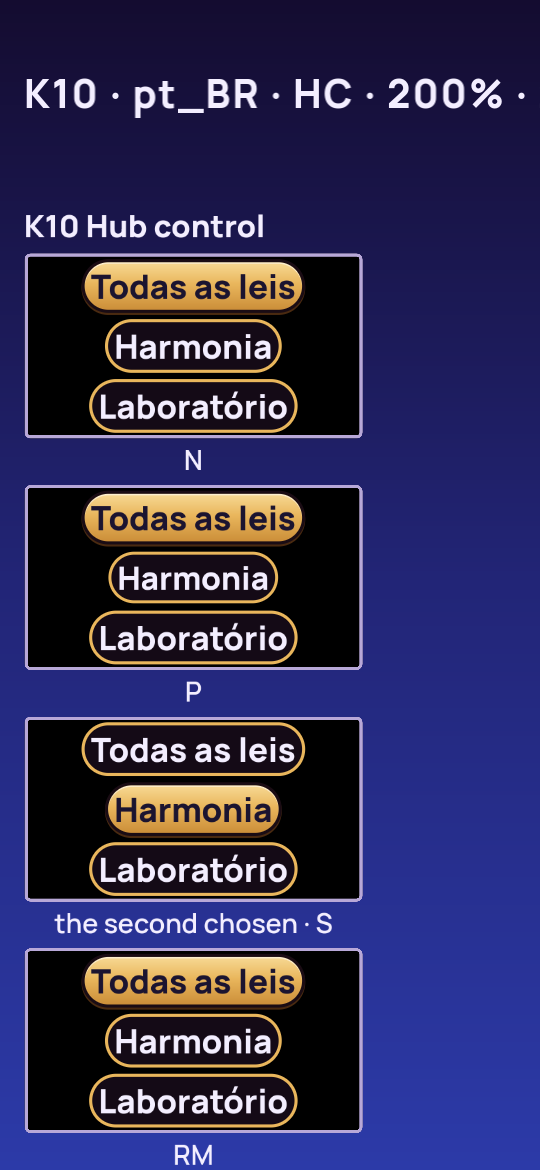 K10 · pt_BR · HC · 200% ·
K10 Hub control
Todas as leis
Harmonia
Laboratório
N
Todas as leis
Harmonia
Laboratório
P
Todas as leis
Harmonia
Laboratório
the second chosen · S
Todas as leis
Harmonia
Laboratório
RM